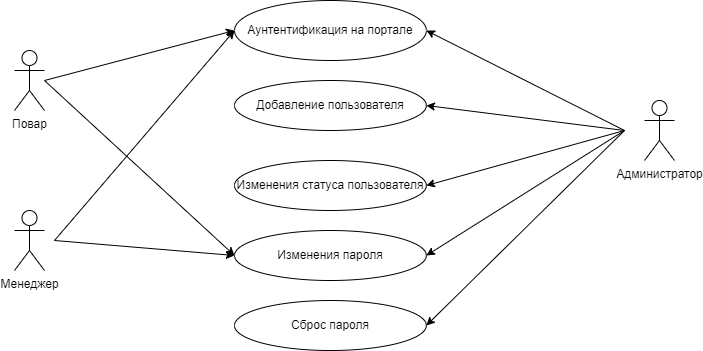 Аунтентификация на портале
Добавление пользователя
Повар
Администратор
Изменения статуса пользователя
Изменения пароля
Менеджер
Сброс пароля